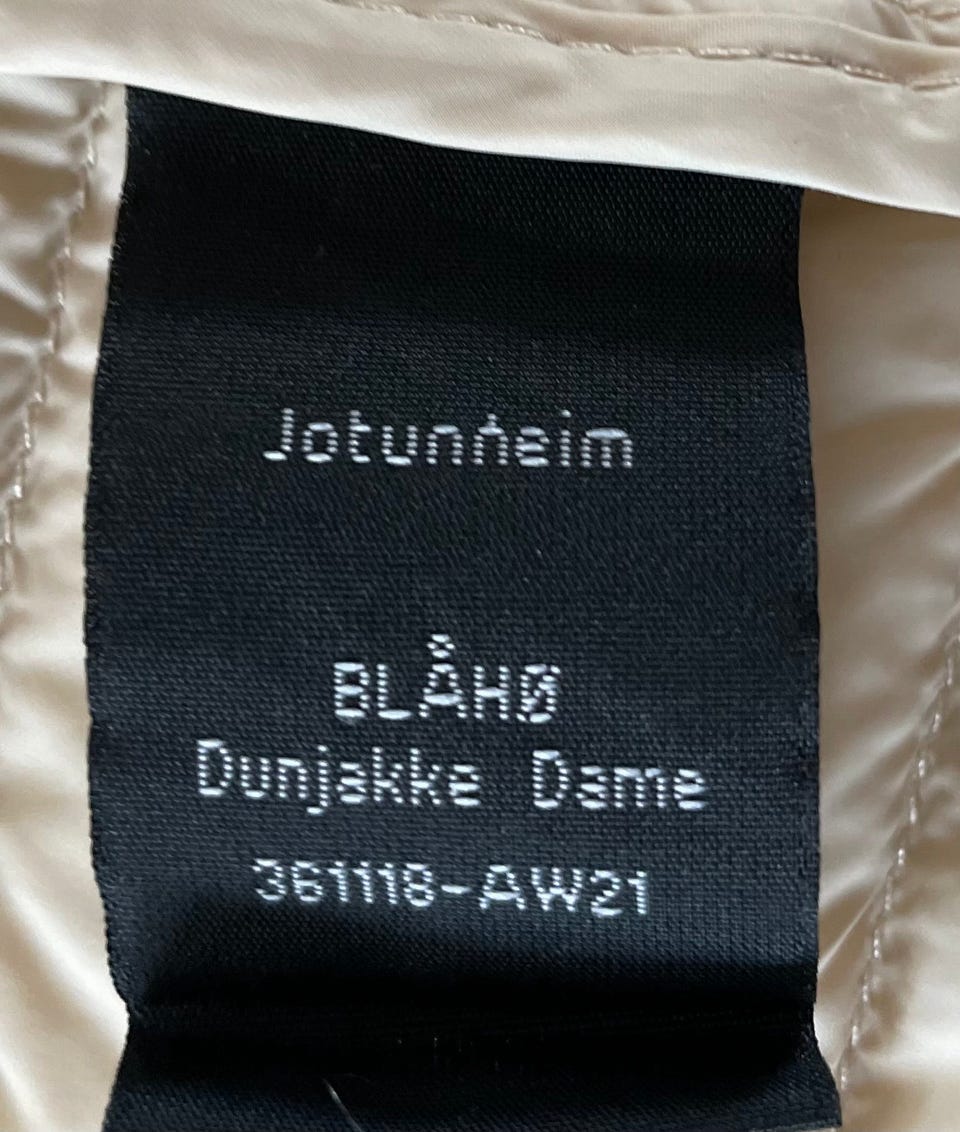 Jotunheim
BLÅHØ
Dunjakke Dame
361118-AW21